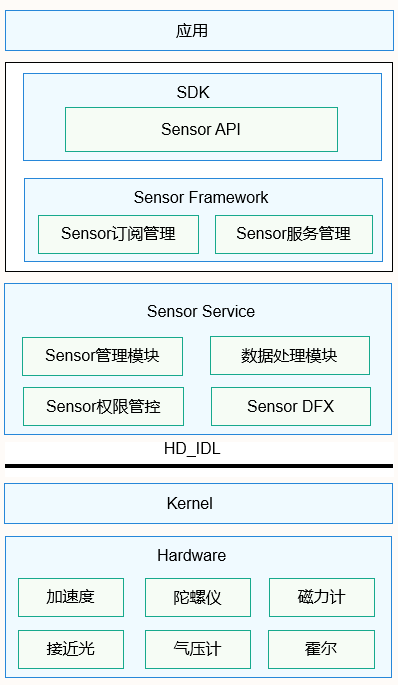 应用
SDK
Sensor API
Sensor Framework
Sensor订阅管理
Sensor服务管理
Sensor Service
Sensor管理模块
数据处理模块
Sensor权限管控
Sensor DFX
HD_IDL
Kernel
Hardware
加速度
陀螺仪
磁力计
接近光
气压计
霍尔